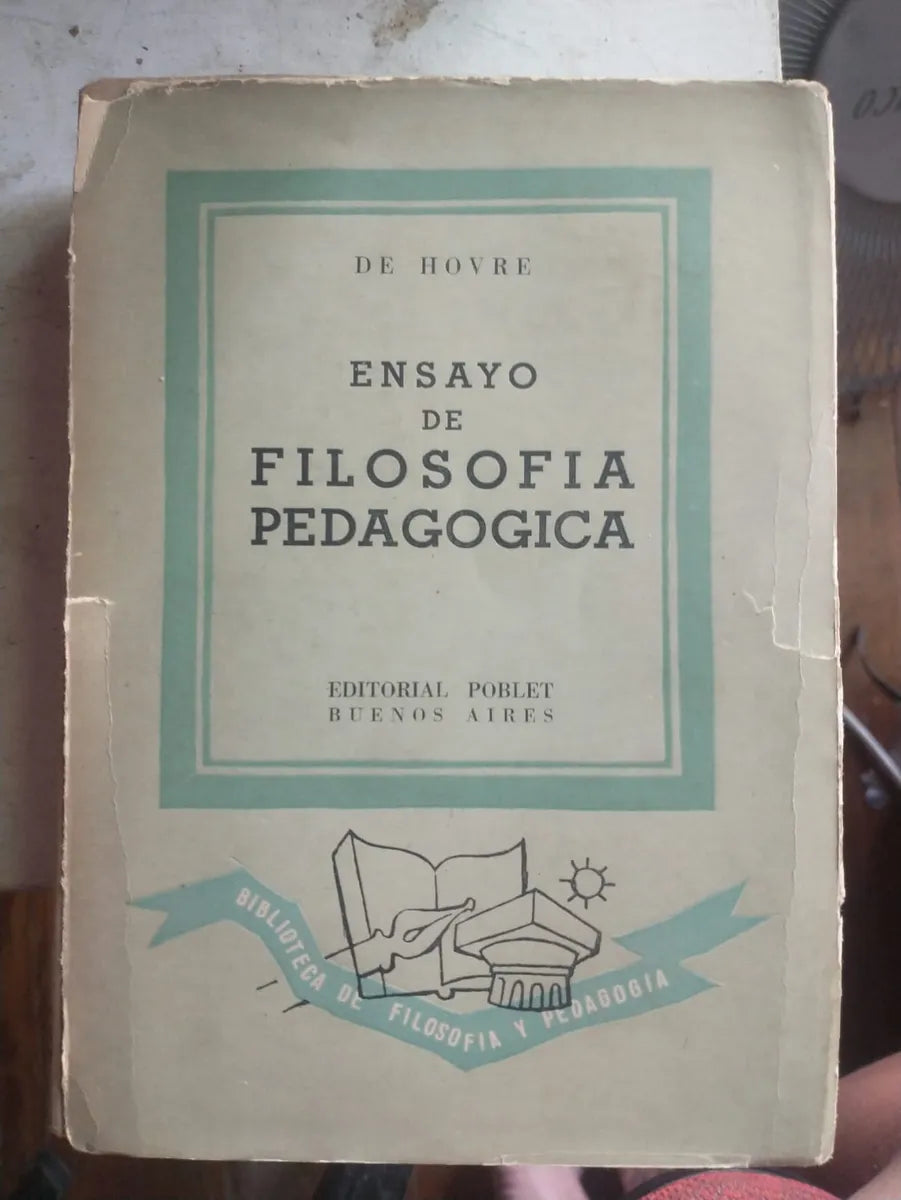 DE HOVRE
ENSAYO
DE
FILOSOFIA
PEDAGOGICA
EDITORIAL POBLET
BUENOS AIRES
BIBLIOTECA DE FILOSOFIA Y PEDAGOGIA